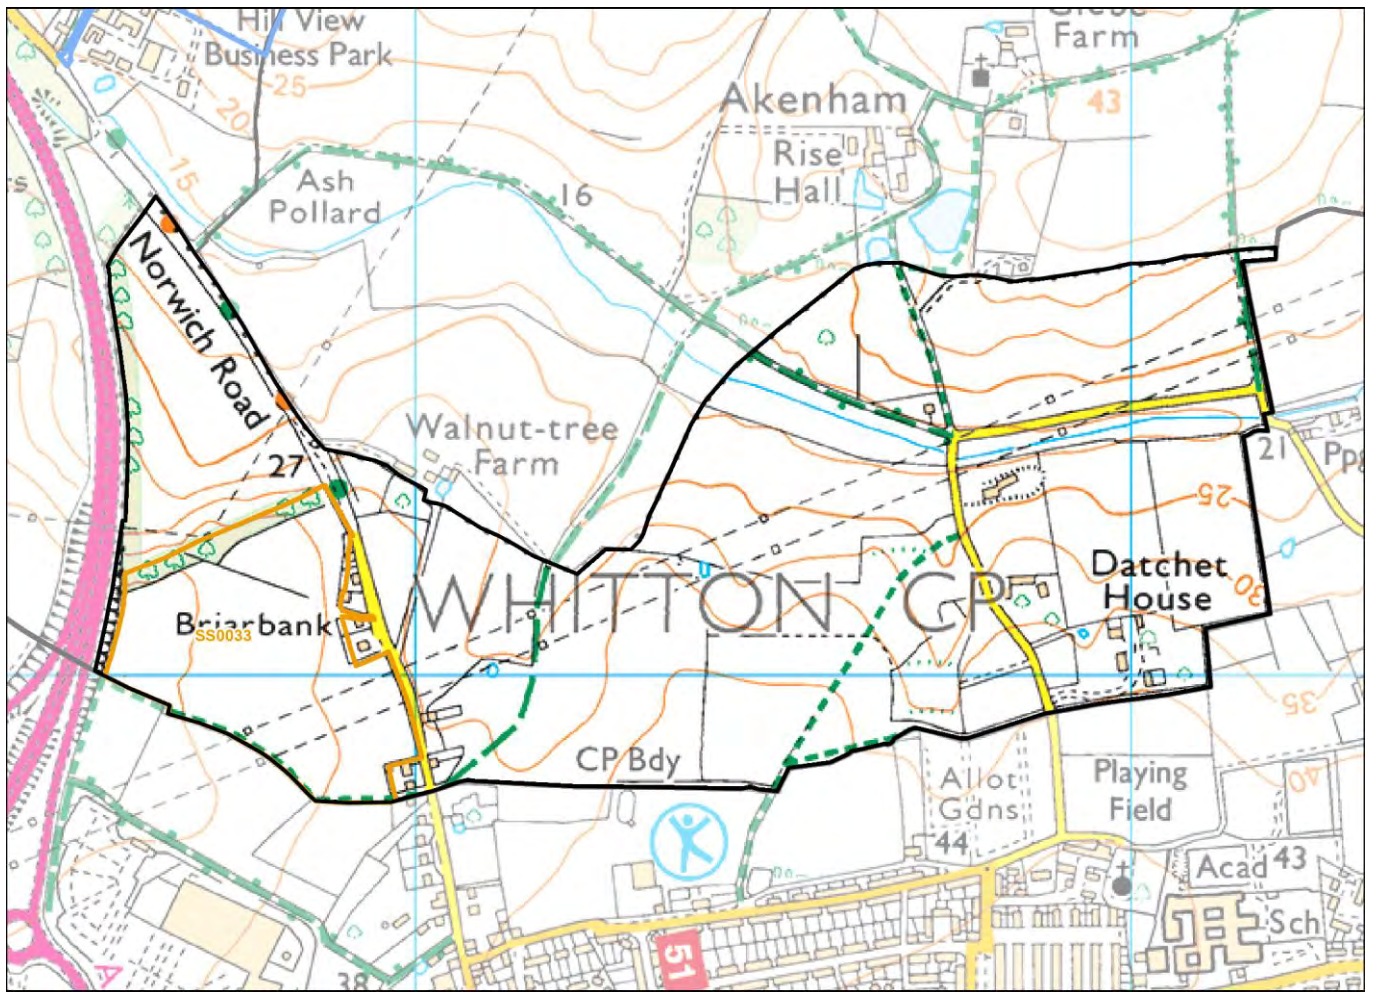 Hill View
Business Park
Farm
25
20
15
Akenham
43
Rise
Hall
Ash
Pollard
16
Norwich Road
Walnut-tree
Farm
27
21
25
Datchet
House
30
WHITTON CP
Briarbank
SS0033
35
CP Bdy
Allot
Gdns
Playing
Field
40
44
Acad
43
Sch
51
A
38